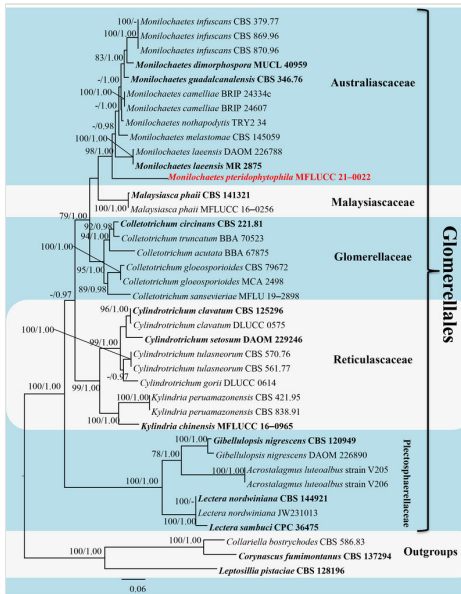 100/-
Monilochaetes infuscans CBS 379.77
Monilochaetes infuscans CBS 869.96
Monilochaetes infuscans CBS 870.96
83/1.00
Monilochaetes dimorphospora MUCL 40959
-/1.00
Monilochaetes guadalcanalensis CBS 346.76
Australiascaceae
100/1.00
Monilochaetes camelliae BRIP 24334c
-/1.00
Monilochaetes camelliae BRIP 24607
Monilochaetes nothapodytis TRY2 34
-/0.98
Monilochaetes melastomae CBS 145059
100/1.00
Monilochaetes laeensis DAOM 226788
98/1.00
Monilochaetes laeensis MR 2875
Monilochaetes pteridophytophila MFLUCC 21–0022
100/1.00
Malaysiasca phaii CBS 141321
Malaysiasca phaii MFLUCC 16–0256
Malaysiascaceae
79/1.00
92/0.98
Colletotrichum circinans CBS 221.81
94/1.00
Colletotrichum truncatum BBA 70523
Colletotrichum acutata BBA 67875
Glomerellaceae
100/1.00
95/1.00
Colletotrichum gloeosporioides CBS 79672
Colletotrichum gloeosporioides MCA 2498
89/0.98
Colletotrichum sansevieriae MFLU 19–2898
-/0.97
96/1.00
Cylindrotrichum clavatum CBS 125296
Cylindrotrichum clavatum DLUCC 0575
100/1.00
99/1.00
Cylindrotrichum setosum DAOM 229246
Cylindrotrichum tulasneorum CBS 570.76
Cylindrotrichum tulasneorum CBS 561.77
Reticulascaceae
99/1.00
-/0.97
Cylindrotrichum gorii DLUCC 0614
100/1.00
Kylindria peruamazonensis CBS 421.95
Kylindria peruamazonensis CBS 838.91
100/1.00
Kylindria chinensis MFLUCC 16–0965
100/1.00
100/1.00
Gibellulopsis nigrescens CBS 120949
78/1.00
Gibellulopsis nigrescens DAOM 226890
100/1.00
Acrostalagmus luteoalbus strain V205
Acrostalagmus luteoalbus strain V206
100/1.00
100/-
Lectera nordwiniana CBS 144921
Lectera nordwiniana JW231013
100/1.00
Lectera sambuci CPC 36475
Plectosphaerellaceae
Glomerellales
100/1.00
Collariella bostrychodes CBS 586.83
100/1.00
Corynascus fumimontanus CBS 137294
Leptosillia pistaciae CBS 128196
Outgroups
0.06